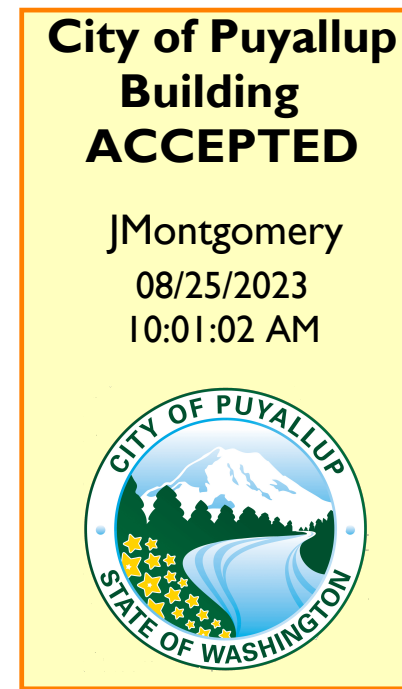 City of Puyallup
Building
ACCEPTED
JMontgomery
08/25/2023
10:01:02 AM
CITY OF PUYALLUP
STATE OF WASHINGTON